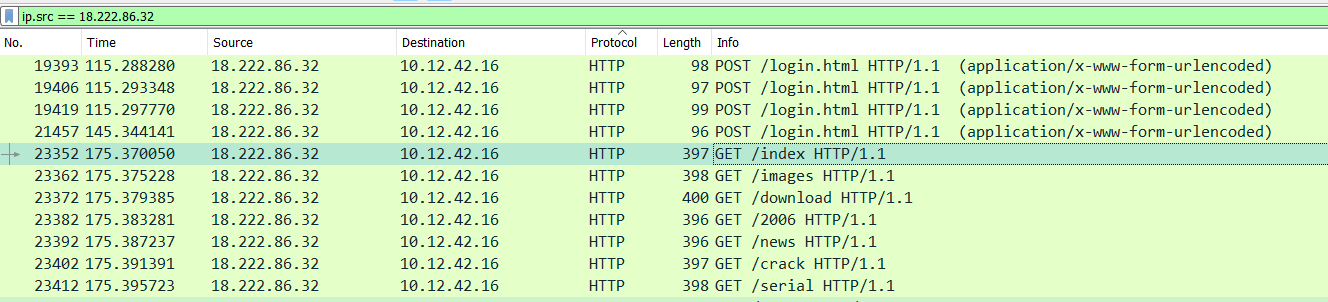 ip.src == 18.222.86.32
No. Time Source Destination Protocol Length Info
19393 115.288280 18.222.86.32 10.12.42.16 HTTP 98 POST /login.html HTTP/1.1 (application/x-www-form-urlencoded)
19406 115.293348 18.222.86.32 10.12.42.16 HTTP 97 POST /login.html HTTP/1.1 (application/x-www-form-urlencoded)
19419 115.297770 18.222.86.32 10.12.42.16 HTTP 99 POST /login.html HTTP/1.1 (application/x-www-form-urlencoded)
21457 145.344141 18.222.86.32 10.12.42.16 HTTP 96 POST /login.html HTTP/1.1 (application/x-www-form-urlencoded)
23352 175.370050 18.222.86.32 10.12.42.16 HTTP 397 GET /index HTTP/1.1
23362 175.375228 18.222.86.32 10.12.42.16 HTTP 398 GET /images HTTP/1.1
23372 175.379385 18.222.86.32 10.12.42.16 HTTP 400 GET /download HTTP/1.1
23382 175.383281 18.222.86.32 10.12.42.16 HTTP 396 GET /2006 HTTP/1.1
23392 175.387237 18.222.86.32 10.12.42.16 HTTP 396 GET /news HTTP/1.1
23402 175.391391 18.222.86.32 10.12.42.16 HTTP 397 GET /crack HTTP/1.1
23412 175.395723 18.222.86.32 10.12.42.16 HTTP 398 GET /serial HTTP/1.1